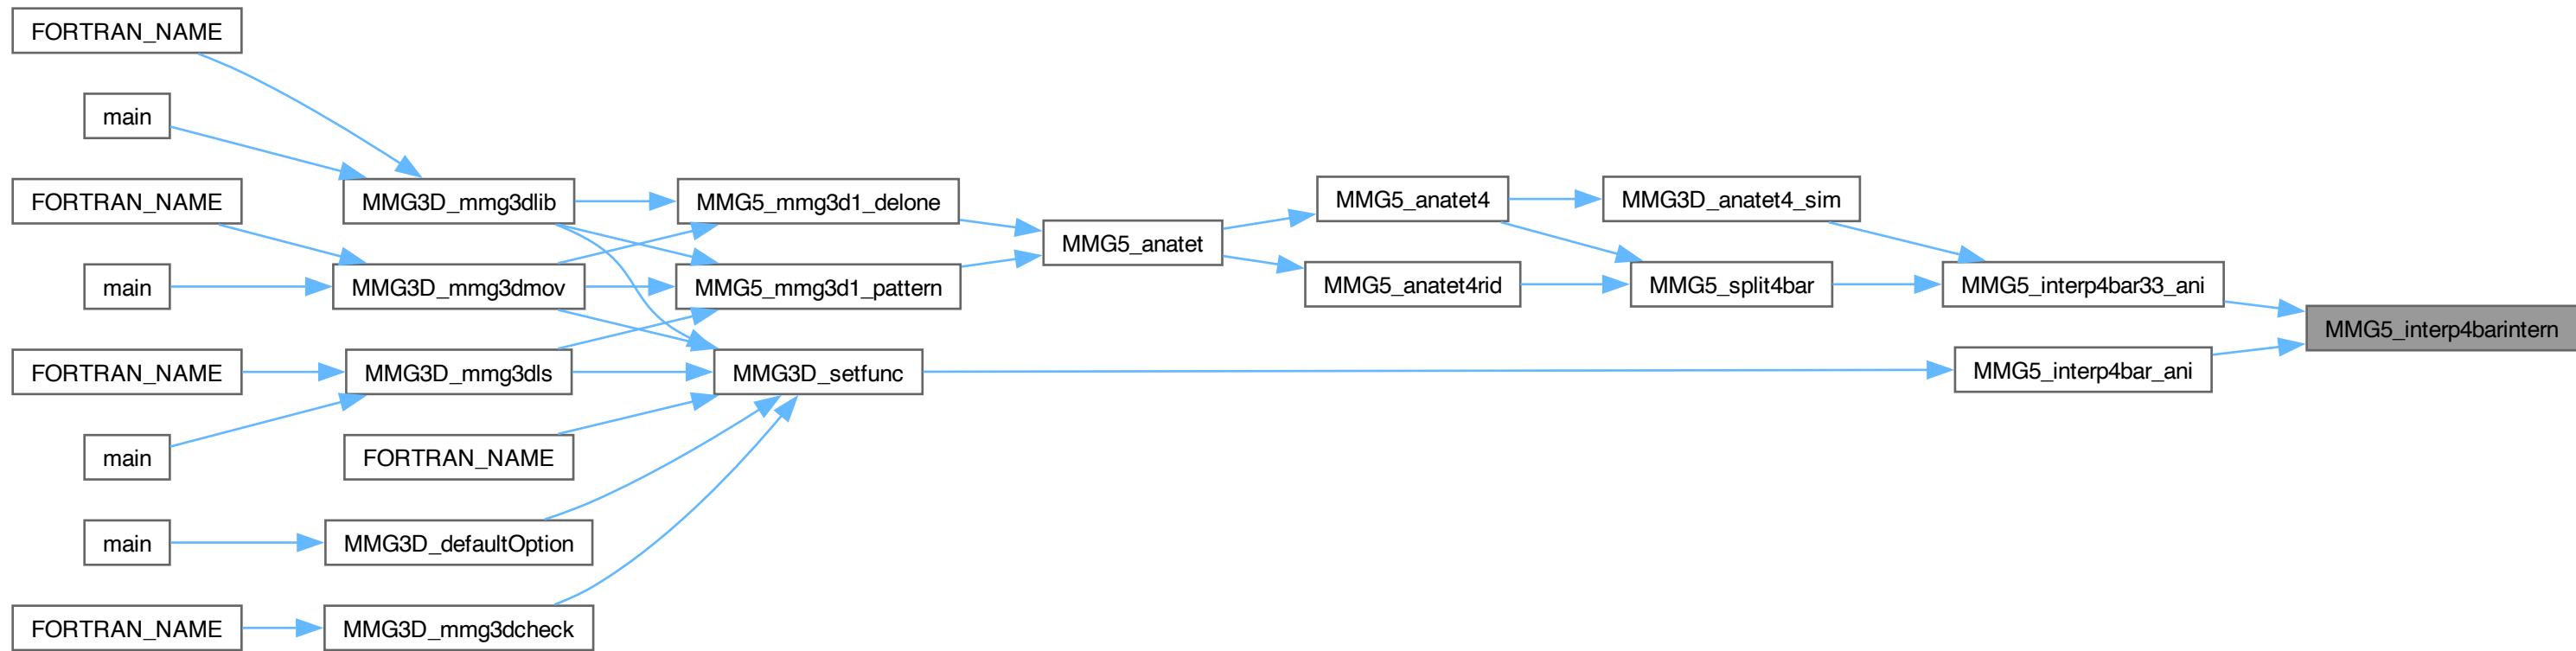 FORTRAN_NAME
main
FORTRAN_NAME
main
FORTRAN_NAME
main
main
FORTRAN_NAME
MMG3D_mmg3dlib
MMG3D_mmg3dmov
MMG3D_mmg3dls
FORTRAN_NAME
MMG3D_defaultOption
MMG3D_mmg3dcheck
MMG5_mmg3d1_delone
MMG5_mmg3d1_pattern
MMG3D_setfunc
MMG5_anatet
MMG5_anatet4
MMG5_anatet4rid
MMG3D_anatet4_sim
MMG5_split4bar
MMG5_interp4bar33_ani
MMG5_interp4bar_ani
MMG5_interp4barintern